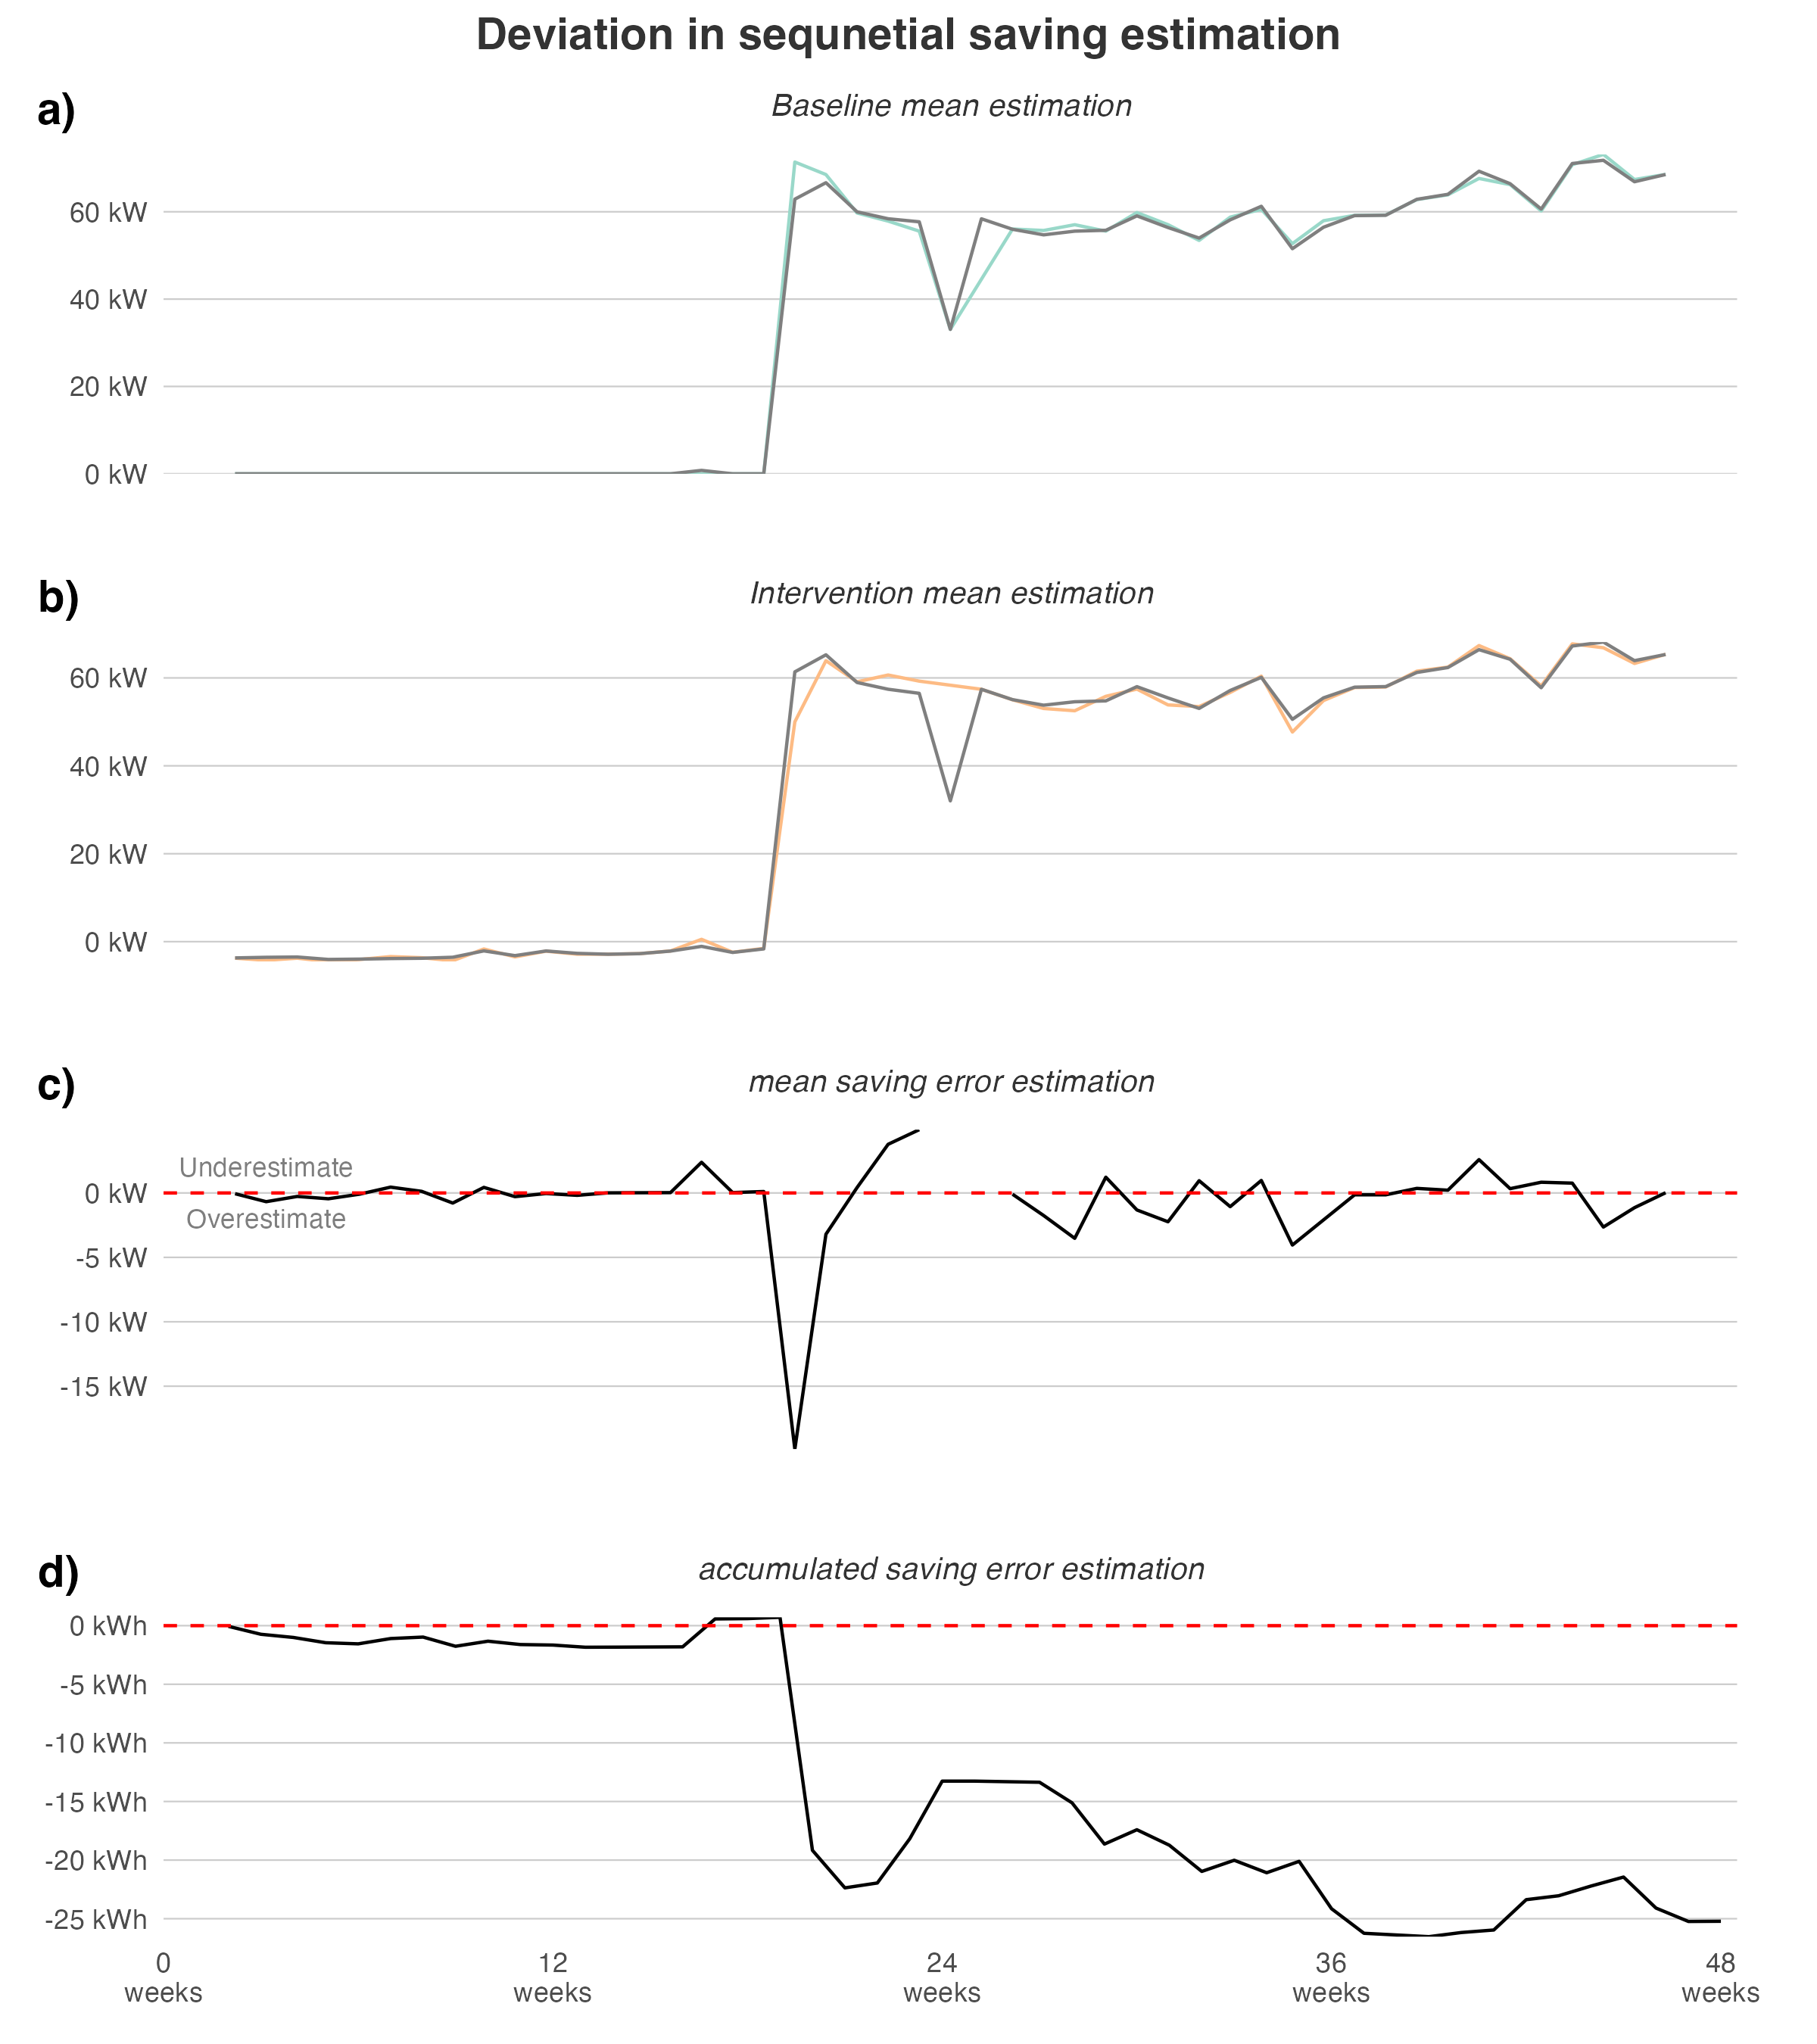 Deviation in sequnetial saving estimation
a)
Baseline mean estimation
60 kW
40 kW
20 kW
0 kW
b)
Intervention mean estimation
60 kW
40 kW
20 kW
0 kW
c)
mean saving error estimation
Underestimate
0 kW
Overestimate
-5 kW
-10 kW
-15 kW
d)
accumulated saving error estimation
0 kWh
-5 kWh
-10 kWh
-15 kWh
-20 kWh
-25 kWh
0 12 24 36 48
weeks weeks weeks weeks weeks